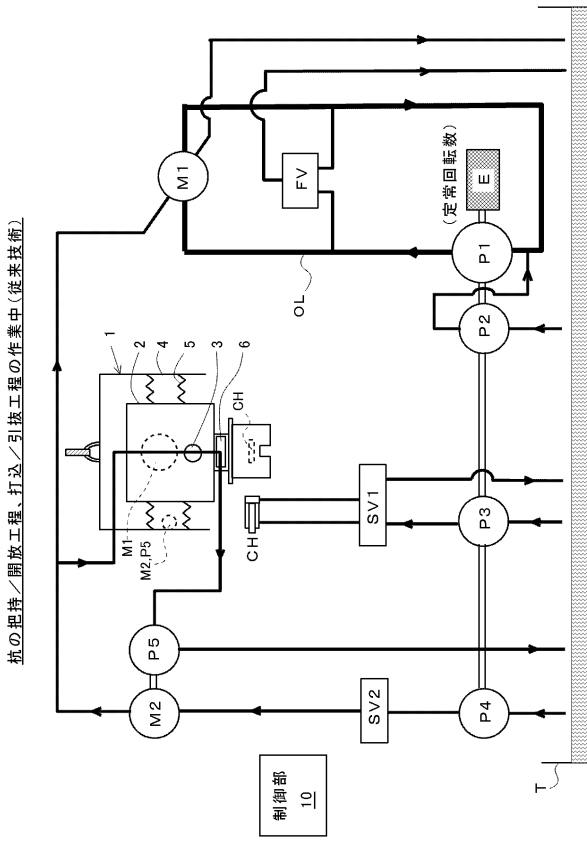 杭の把持/開放工程、打込/引抜工程の作業中(従来技術)
制御部
10
M2
P5
M1
M2,P5
1
2
4
5
3
6
CH
CH
SV2
SV1
P4
P3
P2
P1
E
(定常回転数)
OL
FV
M1
T